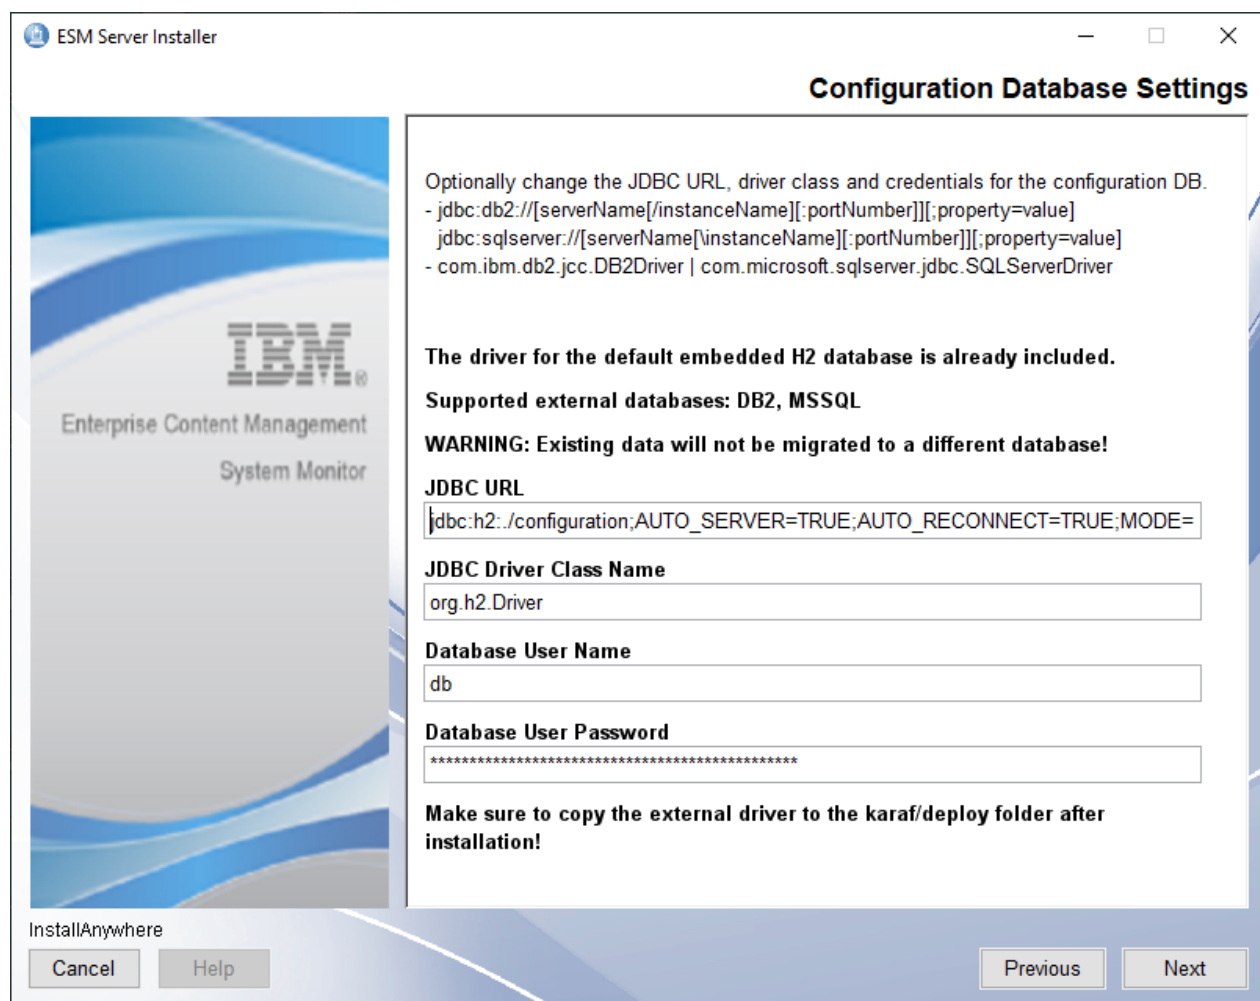 ESM Server Installer
Configuration Database Settings
IBM®
Enterprise Content Management
System Monitor
Optionally change the JDBC URL, driver class and credentials for the configuration DB.
- jdbc:db2://[serverName[/instanceName][:portNumber]][;property=value]
jdbc:sqlserver://[serverName[\instanceName][:portNumber]][;property=value]
- com.ibm.db2.jcc.DB2Driver | com.microsoft.sqlserver.jdbc.SQLServerDriver
The driver for the default embedded H2 database is already included.
Supported external databases: DB2, MSSQL
WARNING: Existing data will not be migrated to a different database!
JDBC URL
jdbc:h2:./configuration;AUTO_SERVER=TRUE;AUTO_RECONNECT=TRUE;MODE=
JDBC Driver Class Name
org.h2.Driver
Database User Name
db
Database User Password
***********************************************
Make sure to copy the external driver to the karaf/deploy folder after
installation!
InstallAnywhere
Cancel
Help
Previous
Next